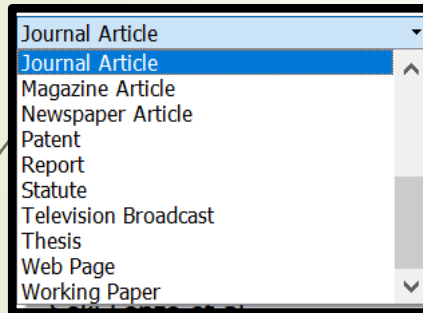 Journal Article
Journal Article
Magazine Article
Newspaper Article
Patent
Report
Statute
Television Broadcast
Thesis
Web Page
Working Paper